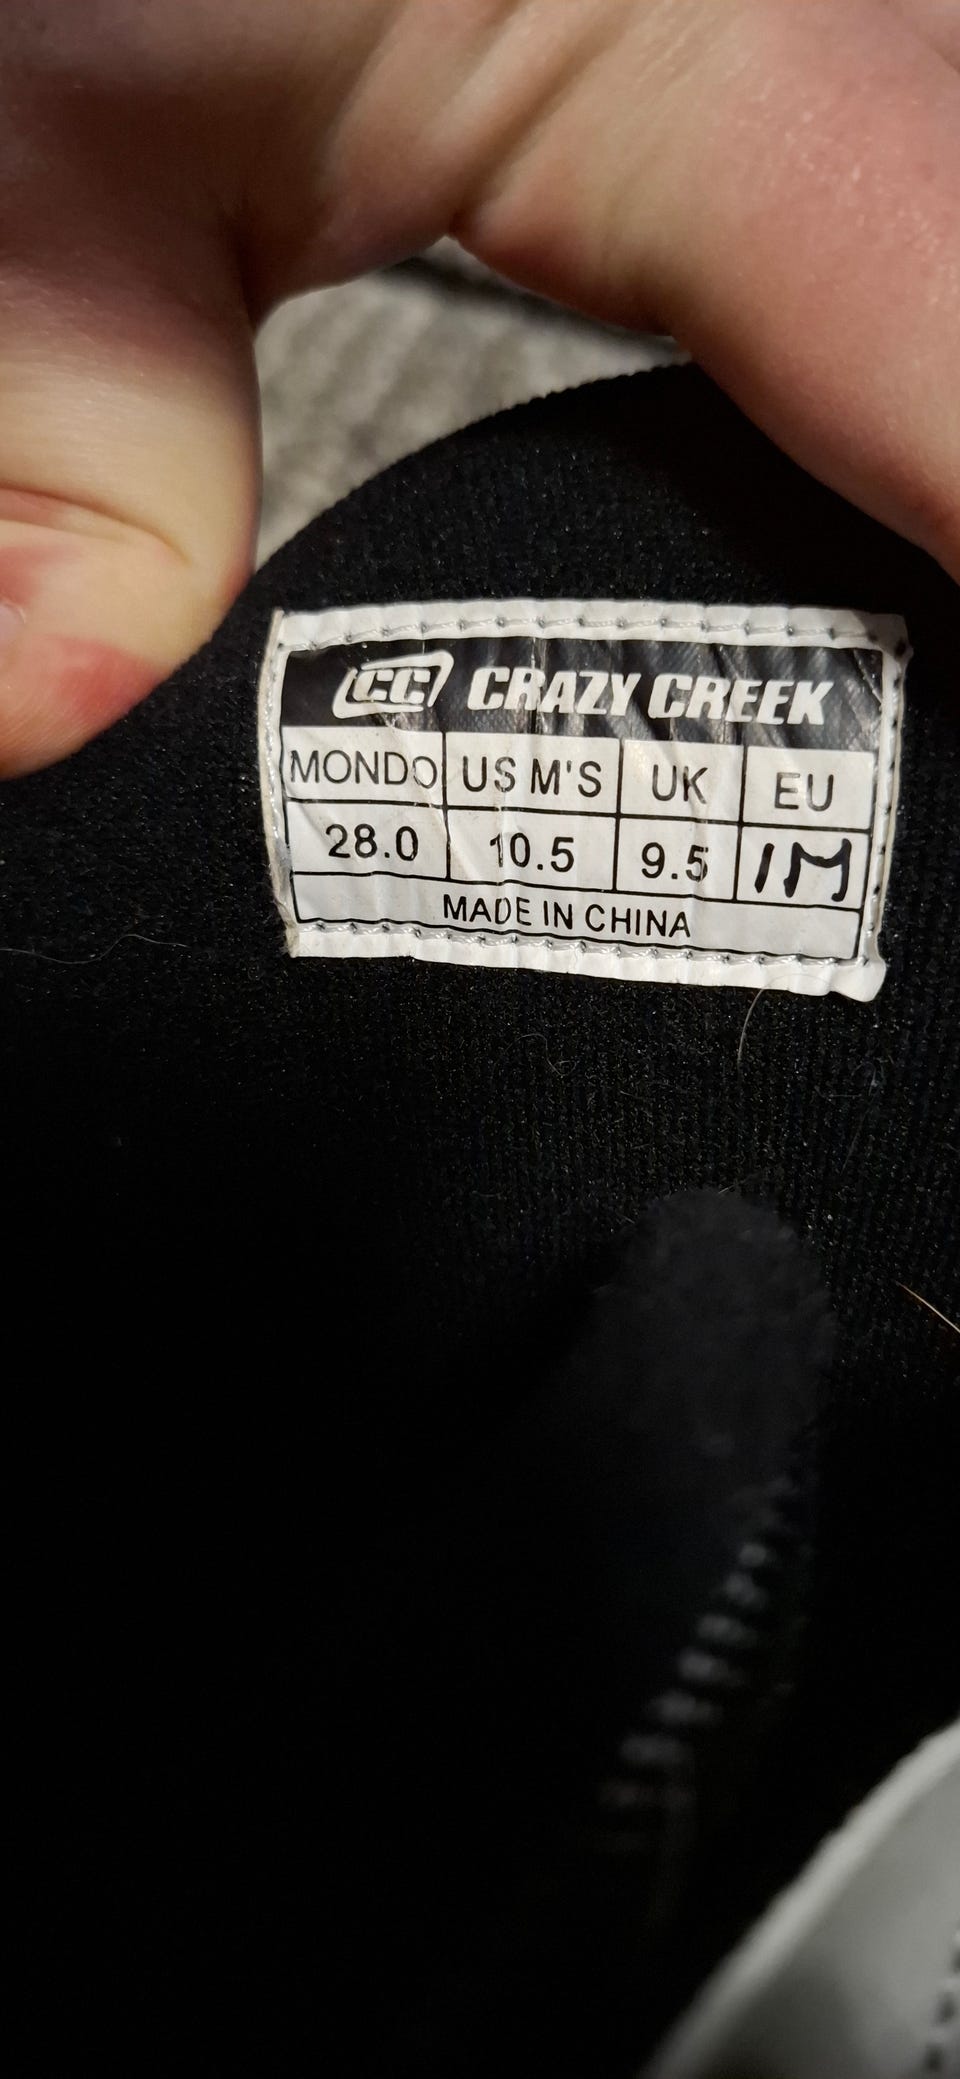 CC CRAZY CREEK
MONDO US M'S UK EU
28.0 10.5 9.5 1M
MADE IN CHINA